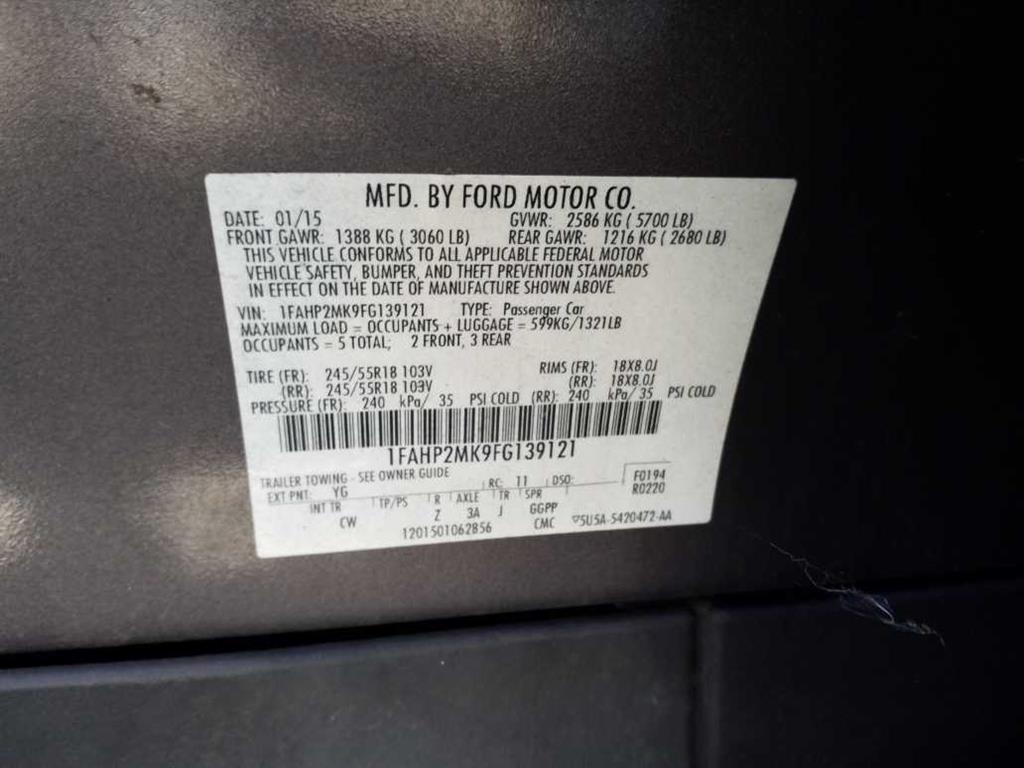 MFD. BY FORD MOTOR CO.
DATE: 01/15 GVWR: 2586 KG ( 5700 LB)
FRONT GAWR: 1388 KG ( 3060 LB) REAR GAWR: 1216 KG ( 2680 LB)
THIS VEHICLE CONFORMS TO ALL APPLICABLE FEDERAL MOTOR
VEHICLE SAFETY, BUMPER, AND THEFT PREVENTION STANDARDS
IN EFFECT ON THE DATE OF MANUFACTURE SHOWN ABOVE.
VIN: 1FAHP2MK9FG139121 TYPE: Passenger Car
MAXIMUM LOAD = OCCUPANTS + LUGGAGE = 599KG/1321LB
OCCUPANTS = 5 TOTAL; 2 FRONT, 3 REAR
TIRE (FR): 245/55R18 103V RIMS (FR): 18X8.0J
(RR): 245/55R18 103V (RR): 18X8.0J
PRESSURE (FR): 240 kPa/ 35 PSI COLD (RR): 240 kPa/ 35 PSI COLD
1FAHP2MK9FG139121
TRAILER TOWING - SEE OWNER GUIDE
EXT PNT: YG RC: 11 DSO: F0194
R0220
INT TR TP/PS R AXLE TR SPR
CW Z 3A J GGPP
1201501062856 CMC 5U5A-5420472-AA